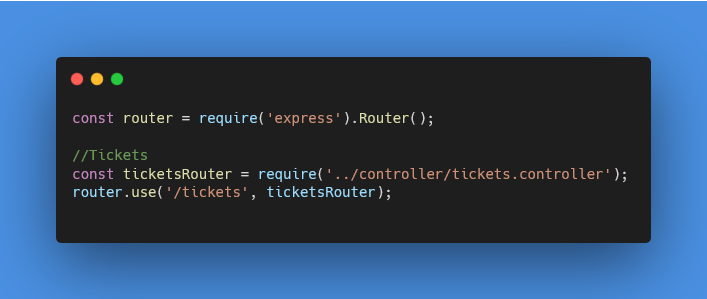 const router = require('express').Router();
//Tickets
const ticketsRouter = require('../controller/tickets.controller');
router.use('/tickets', ticketsRouter);